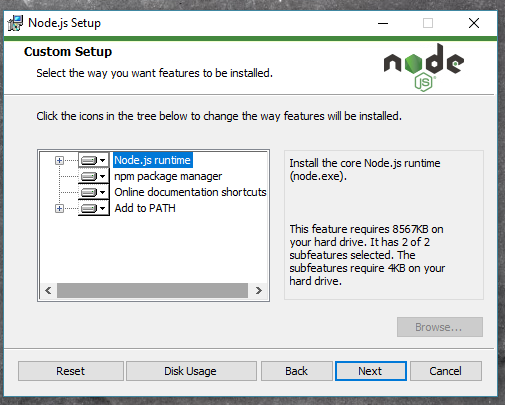 Node.js Setup
Custom Setup
Select the way you want features to be installed.
node
JS
Click the icons in the tree below to change the way features will be installed.
Node.js runtime
npm package manager
Online documentation shortcuts
Add to PATH
Install the core Node.js runtime
(node.exe).
This feature requires 8567KB on
your hard drive. It has 2 of 2
subfeatures selected. The
subfeatures require 4KB on your
hard drive.
Browse...
Reset
Disk Usage
Back
Next
Cancel